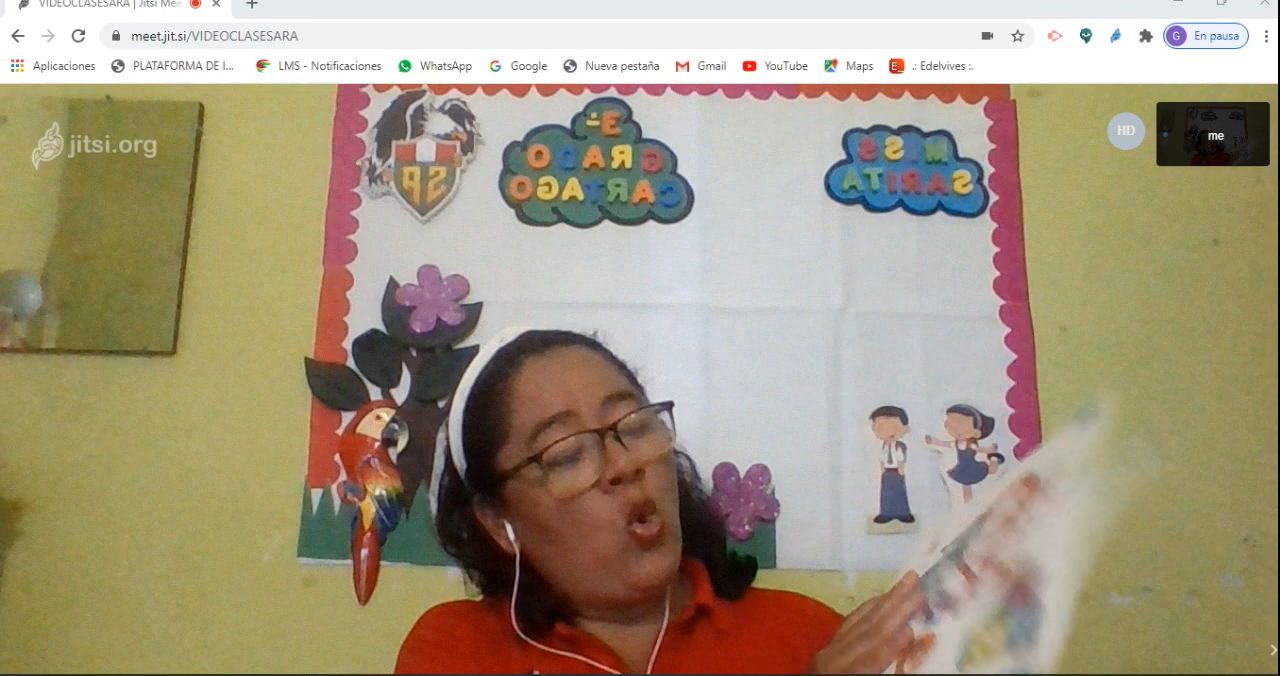 VIDEOCLASESARA | Jitsi Mee
meet.jit.si/VIDEOCLASESARA
G En pausa
Aplicaciones PLATAFORMA DE I... LMS - Notificaciones WhatsApp Google Nueva pestaña Gmail YouTube Maps .: Edelvives :.
jitsi.org
HD
me
3°
GRADO
CARTAGO
MISS
SARITA
SP